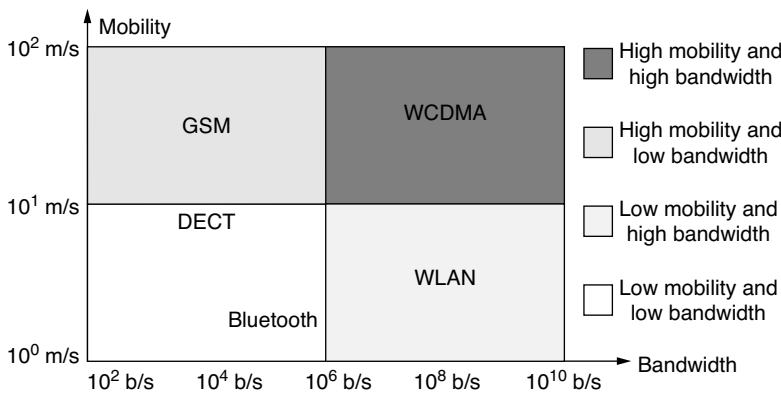 Mobility
10² m/s
GSM
WCDMA
10¹ m/s
DECT
WLAN
Bluetooth
10⁰ m/s
10² b/s
10⁴ b/s
10⁶ b/s
10⁸ b/s
10¹⁰ b/s
Bandwidth
High mobility and
high bandwidth
High mobility and
low bandwidth
Low mobility and
high bandwidth
Low mobility and
low bandwidth